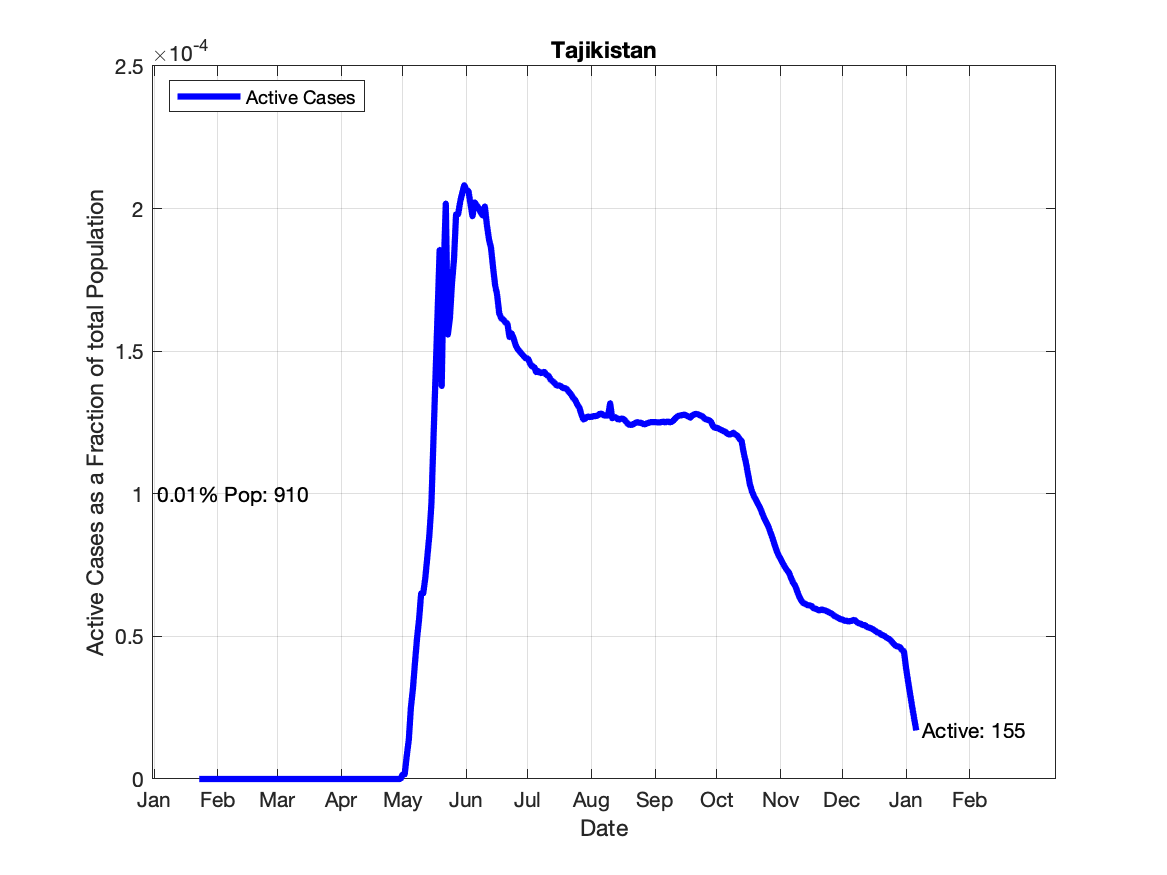 Tajikistan
×10-4
Active Cases
2.5
2
1.5
1
0.5
0
Active Cases as a Fraction of total Population
0.01% Pop: 910
Active: 155
Jan Feb Mar Apr May Jun Jul Aug Sep Oct Nov Dec Jan Feb
Date